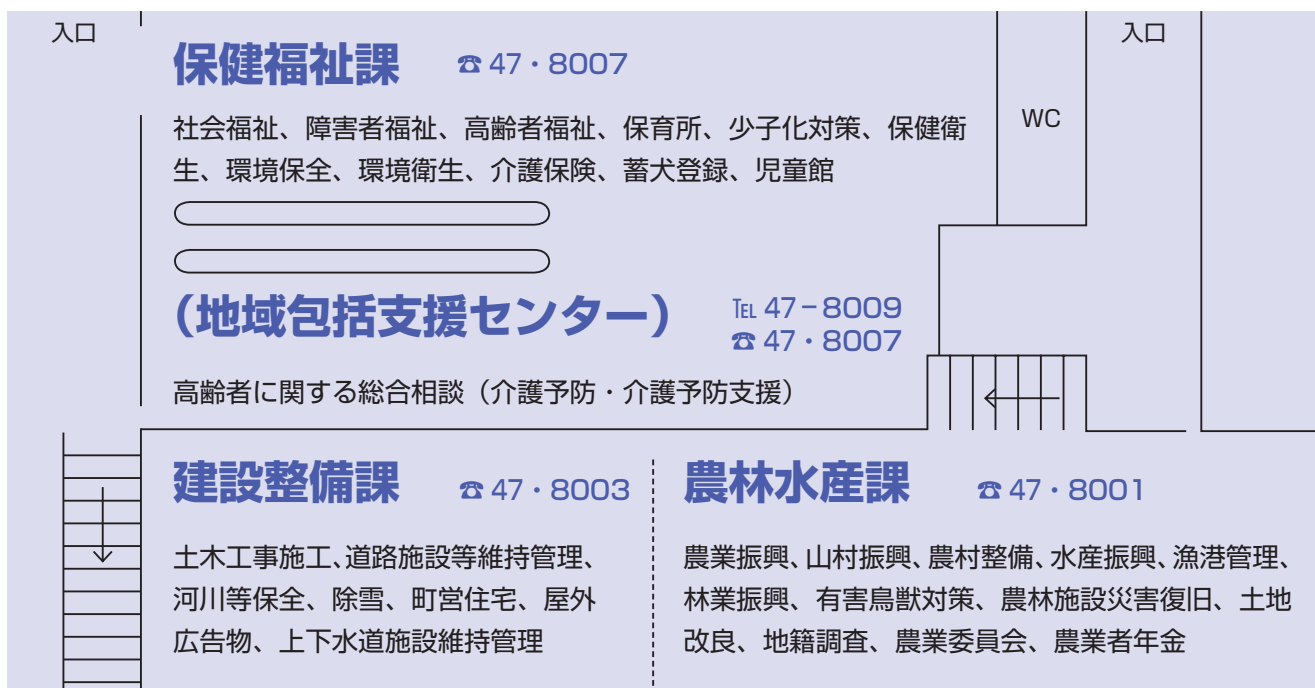 入口
保健福祉課 ☎47・8007
社会福祉、障害者福祉、高齢者福祉、保育所、少子化対策、保健衛
生、環境保全、環境衛生、介護保険、蓄犬登録、児童館
WC
入口
(地域包括支援センター)
℡47−8009
☎47・8007
高齢者に関する総合相談（介護予防・介護予防支援）
建設整備課 ☎47・8003
土木工事施工、道路施設等維持管理、
河川等保全、除雪、町営住宅、屋外
広告物、上下水道施設維持管理
農林水産課 ☎47・8001
農業振興、山村振興、農村整備、水産振興、漁港管理、
林業振興、有害鳥獣対策、農林施設災害復旧、土地
改良、地籍調査、農業委員会、農業者年金